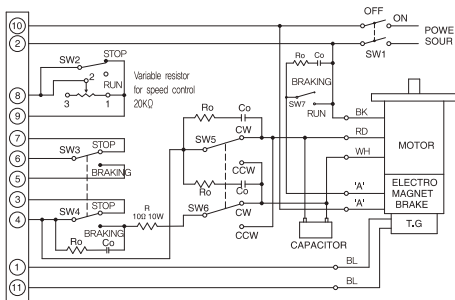 OFF
ON
10
POWE
SOUR
2
SW1
SW2 STOP
Ro Co
2
RUN
BRAKING
8
3 1
Variable resistor
for speed control
20KΩ
SW7 RUN
9
Ro Co
BK
7
SW5 CW
RD
MOTOR
6
SW3 STOP
WH
5
BRAKING
CCW
Ro Co
'A'
ELECTRO
MAGNET
BRAKE
3
STOP
R
10Ω 10W
SW6 CW
'A'
4
SW4
BRAKING
CCW
T.G
Ro Co
CAPACITOR
1
BL
11
BL